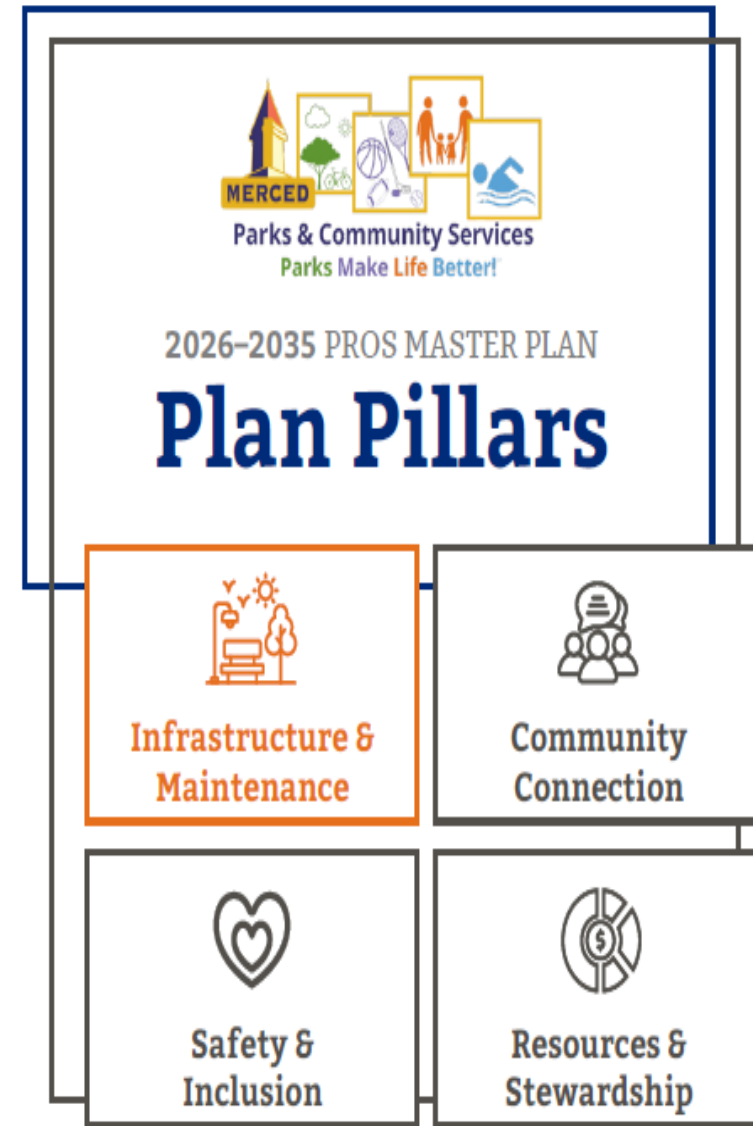 MERCED
Parks & Community Services
Parks Make Life Better!
2026–2035 PROS MASTER PLAN
Plan Pillars
Infrastructure &
Maintenance
Community
Connection
$
Safety &
Inclusion
Resources &
Stewardship